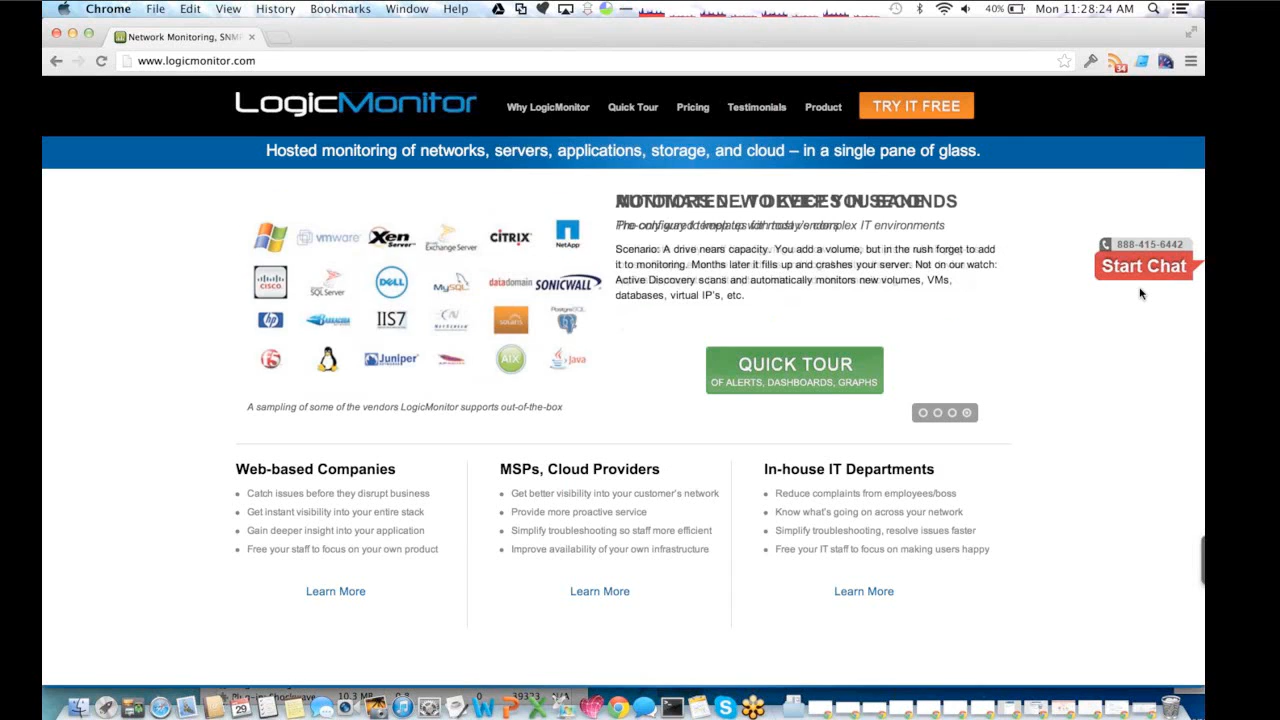 Chrome File Edit View History Bookmarks Window Help 40% Mon 11:28:24 AM
Network Monitoring, SNM
www.logicmonitor.com
34
LogicMonitor
Why LogicMonitor Quick Tour Pricing Testimonials Product TRY IT FREE
Hosted monitoring of networks, servers, applications, storage, and cloud – in a single pane of glass.
vmware Xen Server Exchange Server CITRIX NetApp
CISCO SQL Server DELL MySQL datadomain SONICWALL
hp BARRACUDA IIS7 solaris PostgreSQL
F5 Juniper AIX Java
A sampling of some of the vendors LogicMonitor supports out-of-the-box
Scenario: A drive nears capacity. You add a volume, but in the rush forget to add
it to monitoring. Months later it fills up and crashes your server. Not on our watch:
Active Discovery scans and automatically monitors new volumes, VMs,
databases, virtual IP's, etc.
QUICK TOUR
OF ALERTS, DASHBOARDS, GRAPHS
888-415-6442
Start Chat
Web-based Companies
Catch issues before they disrupt business
Get instant visibility into your entire stack
Gain deeper insight into your application
Free your staff to focus on your own product
Learn More
MSPs, Cloud Providers
Get better visibility into your customer's network
Provide more proactive service
Simplify troubleshooting so staff more efficient
Improve availability of your own infrastructure
Learn More
In-house IT Departments
Reduce complaints from employees/boss
Know what's going on across your network
Simplify troubleshooting, resolve issues faster
Free your IT staff to focus on making users happy
Learn More